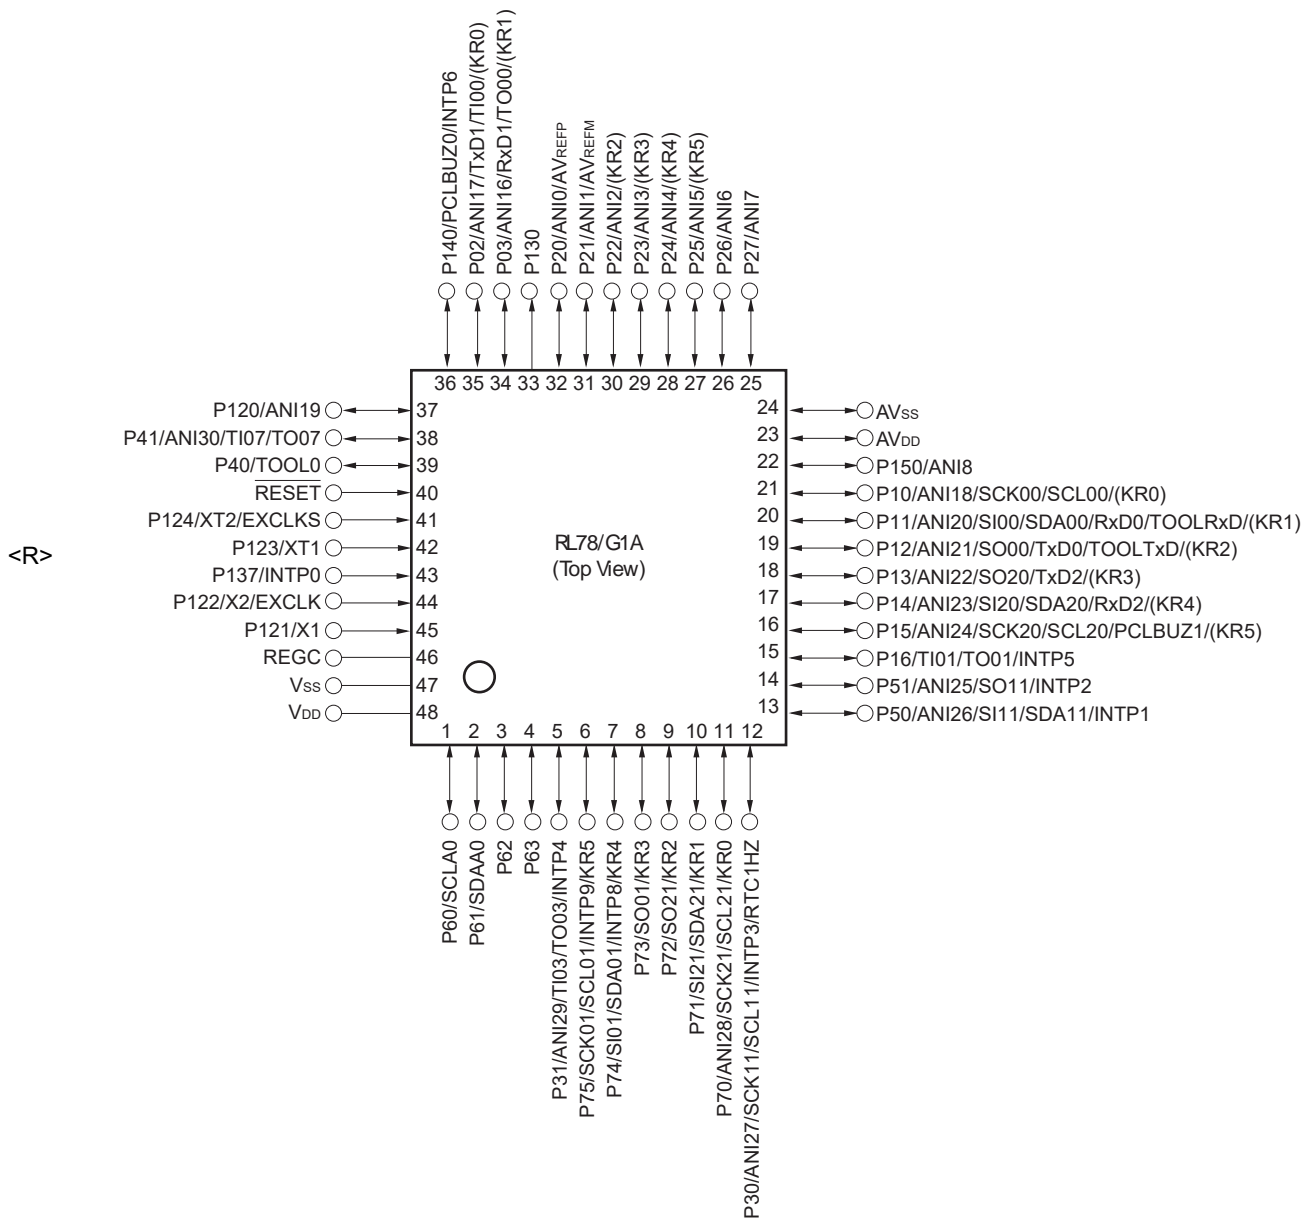 P140/PCLBUZ0/INTP6
P02/ANI17/TxD1/TI00/(KR0)
P03/ANI16/RxD1/TO00/(KR1)
P130
P20/ANI0/AVREFP
P21/ANI1/AVREFM
P22/ANI2/(KR2)
P23/ANI3/(KR3)
P24/ANI4/(KR4)
P25/ANI5/(KR5)
P26/ANI6
P27/ANI7
36 35 34 33 32 31 30 29 28 27 26 25
P120/ANI19 37
P41/ANI30/TI07/TO07 38
P40/TOOL0 39
RESET 40
P124/XT2/EXCLKS 41
P123/XT1 42
P137/INTP0 43
P122/X2/EXCLK 44
P121/X1 45
REGC 46
VSS 47
VDD 48
<R>
RL78/G1A
(Top View)
24 AVSS
23 AVDD
22 P150/ANI8
21 P10/ANI18/SCK00/SCL00/(KR0)
20 P11/ANI20/SI00/SDA00/RxD0/TOOLRxD/(KR1)
19 P12/ANI21/SO00/TxD0/TOOLTxD/(KR2)
18 P13/ANI22/SO20/TxD2/(KR3)
17 P14/ANI23/SI20/SDA20/RxD2/(KR4)
16 P15/ANI24/SCK20/SCL20/PCLBUZ1/(KR5)
15 P16/TI01/TO01/INTP5
14 P51/ANI25/SO11/INTP2
13 P50/ANI26/SI11/SDA11/INTP1
1 2 3 4 5 6 7 8 9 10 11 12
P60/SCLA0
P61/SDAA0
P62
P63
P31/ANI29/TI03/TO03/INTP4
P75/SCK01/SCL01/INTP9/KR5
P74/SI01/SDA01/INTP8/KR4
P73/SO01/KR3
P72/SO21/KR2
P71/SI21/SDA21/KR1
P70/ANI28/SCK21/SCL21/KR0
P30/ANI27/SCK11/SCL11/INTP3/RTC1HZ